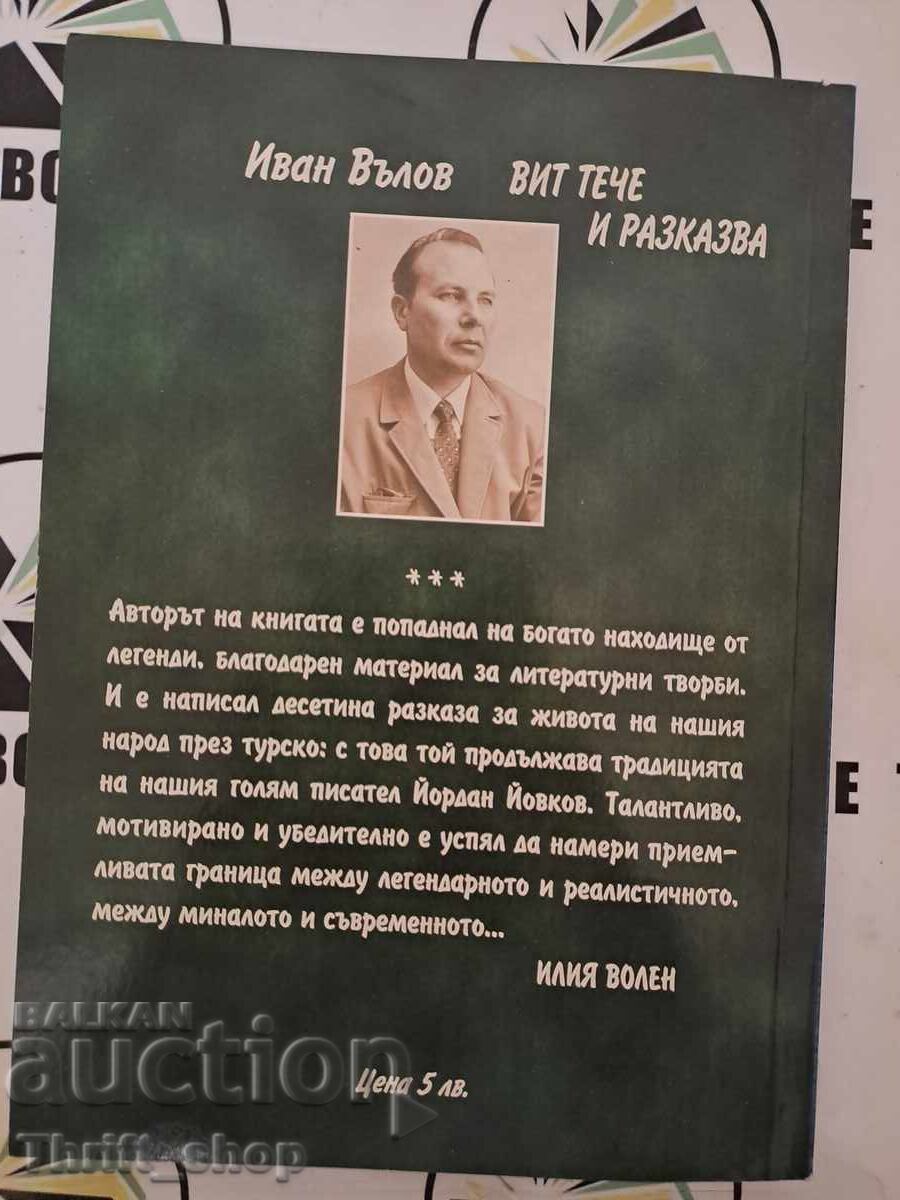 Иван Вълов ВИТ ТЕЧЕ
И РАЗКАЗВА
***
Авторът на книгата е попаднал на богато находище от
легенди, благодарен материал за литературни творби.
И е написал десетина разказа за живота на нашия
народ през турско: с това той продължава традицията
на нашия голям писател Йордан Йовков. Талантливо,
мотивирано и убедително е успял да намери прием-
ливата граница между легендарното и реалистичното,
между миналото и съвременното...
ИЛИЯ ВОЛЕН
Цена 5 лв.
BALKAN
auction
Thrift_shop